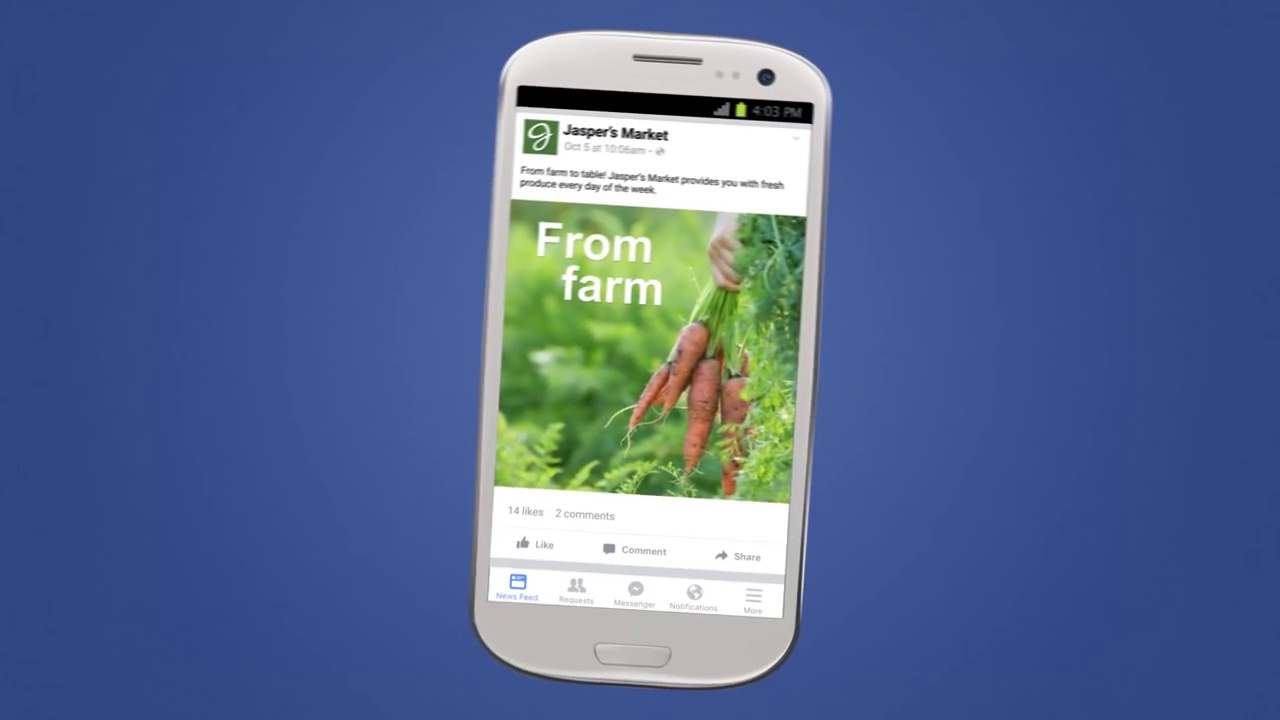 4:03 PM
Jasper's Market
Oct 5 at 10:06am
From farm to table! Jasper's Market provides you with fresh
produce every day of the week.
From
farm
14 likes 2 comments
Like Comment Share
News Feed Requests Messenger Notifications More